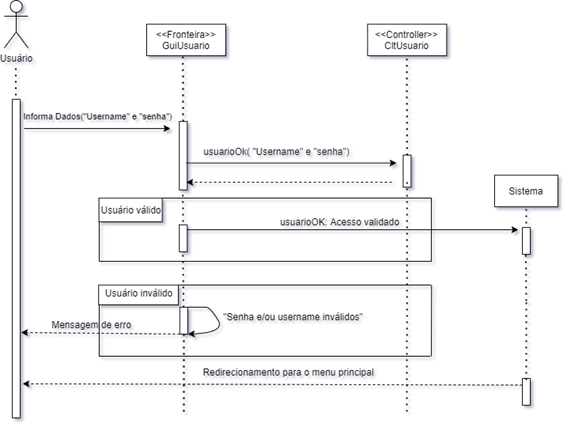 <<Fronteira>>
GuiUsuario
<<Controller>>
CltUsuario
Usuário
Informa Dados("Username" e "senha")
usuarioOk( "Username" e "senha")
Sistema
Usuário válido
usuarioOK: Acesso validado
Usuário inválido
"Senha e/ou username inválidos"
Mensagem de erro
Redirecionamento para o menu principal